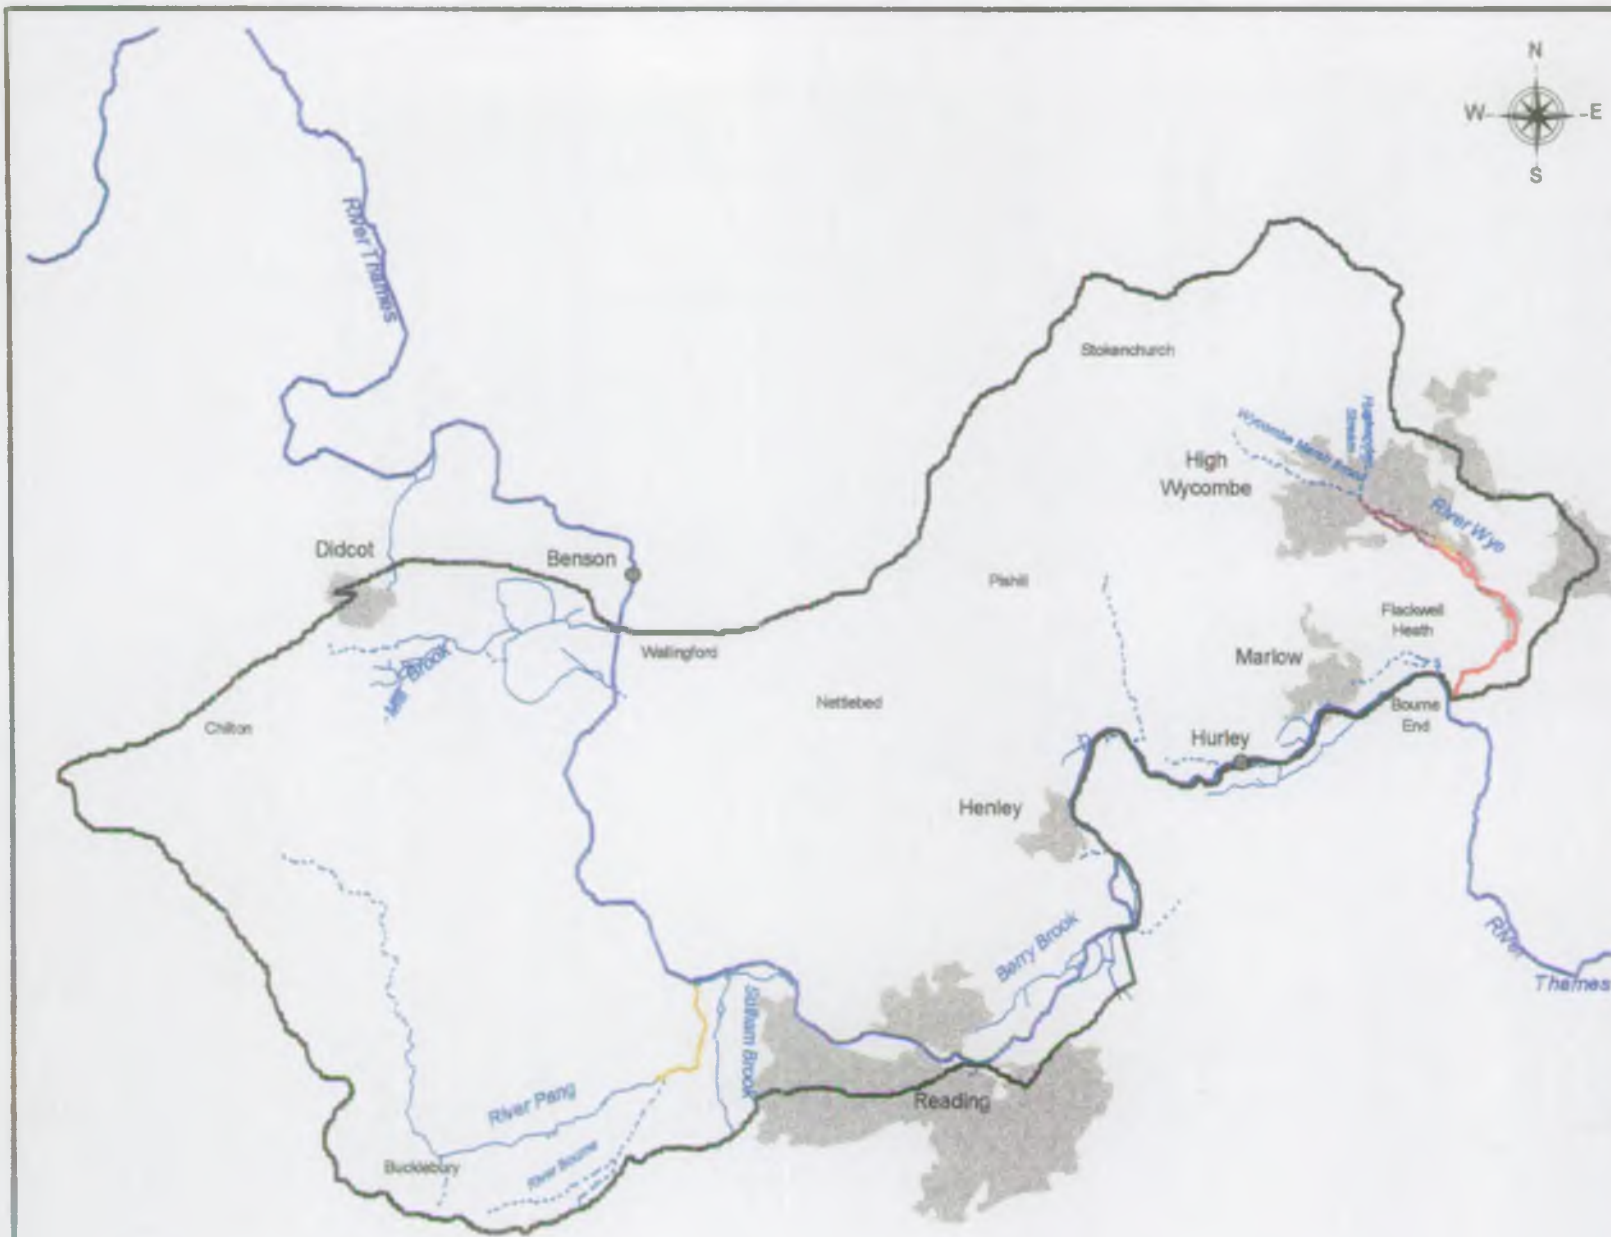 N
W
E
S
River Thames
Stokenchurch
Wycombe Marsh Brook
Stream
High
Wycombe
River Wye
Didcot
Benson
Pishill
Flackwell
Heath
Wallingford
Marlow
Mill Brook
Nettlebed
Chilton
Bourne
End
Hurley
Henley
Berry Brook
River
Thames
Sulham Brook
River Pang
Reading
Bucklebury
River Bourne